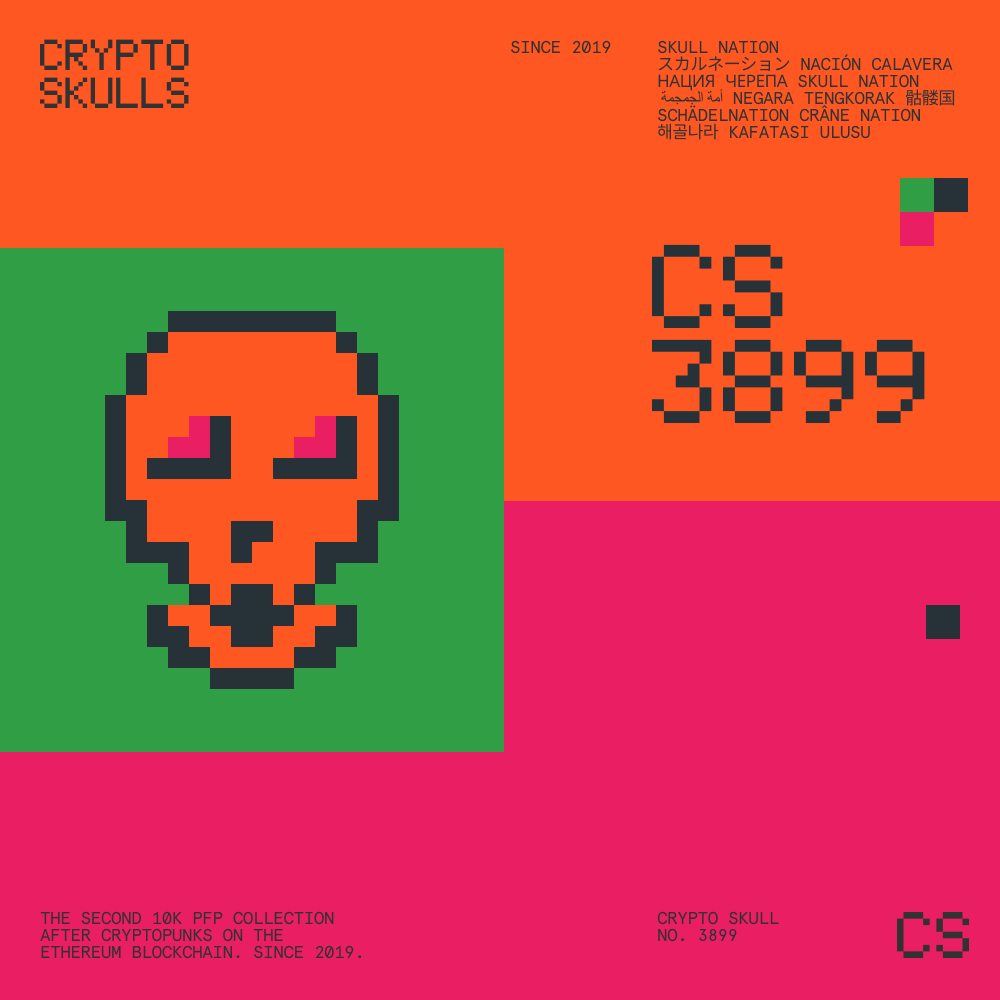 CRYPTO
SKULLS
SINCE 2019
SKULL NATION
スカルネーション NACIÓN CALAVERA
НАЦИЯ ЧЕРЕПА SKULL NATION
أمة الجمجمة NEGARA TENGKORAK 骷髅国
SCHÄDELNATION CRÂNE NATION
해골나라 KAFATASI ULUSU
CS
3899
THE SECOND 10K PFP COLLECTION
AFTER CRYPTOPUNKS ON THE
ETHEREUM BLOCKCHAIN. SINCE 2019.
CRYPTO SKULL
NO. 3899
CS